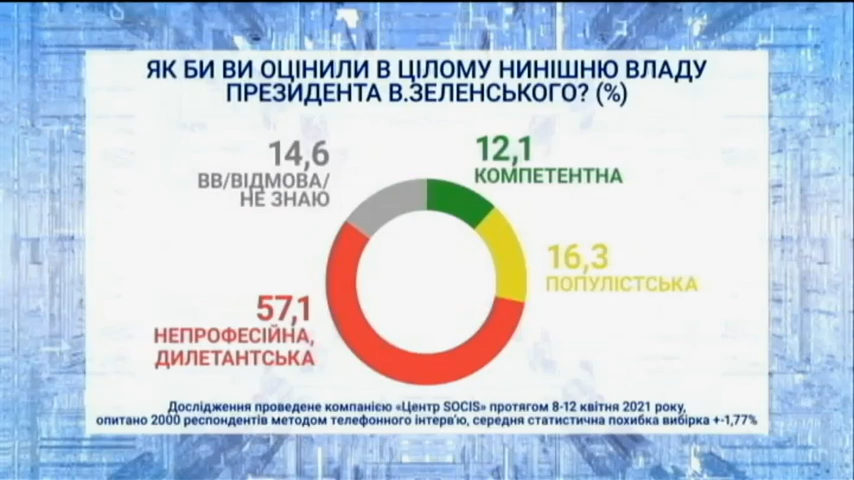 ЯК БИ ВИ ОЦІНИЛИ В ЦІЛОМУ НИНІШНЮ ВЛАДУ
ПРЕЗИДЕНТА В.ЗЕЛЕНСЬКОГО? (%)
14,6
ВВ/ВІДМОВА/
НЕ ЗНАЮ
12,1
КОМПЕТЕНТНА
16,3
ПОПУЛІСТСЬКА
57,1
НЕПРОФЕСІЙНА,
ДИЛЕТАНТСЬКА
Дослідження проведене компанією «Центр SOCIS» протягом 8-12 квітня 2021 року,
опитано 2000 респондентів методом телефонного інтерв'ю, середня статистична похибка вибірка +-1,77%